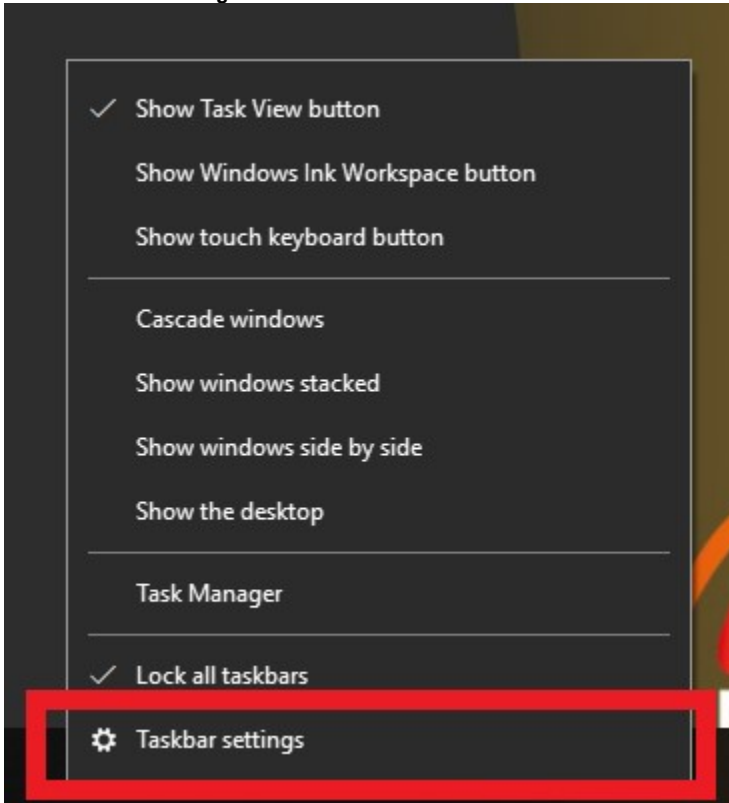 Show Task View button
Show Windows Ink Workspace button
Show touch keyboard button
Cascade windows
Show windows stacked
Show windows side by side
Show the desktop
Task Manager
Lock all taskbars
Taskbar settings